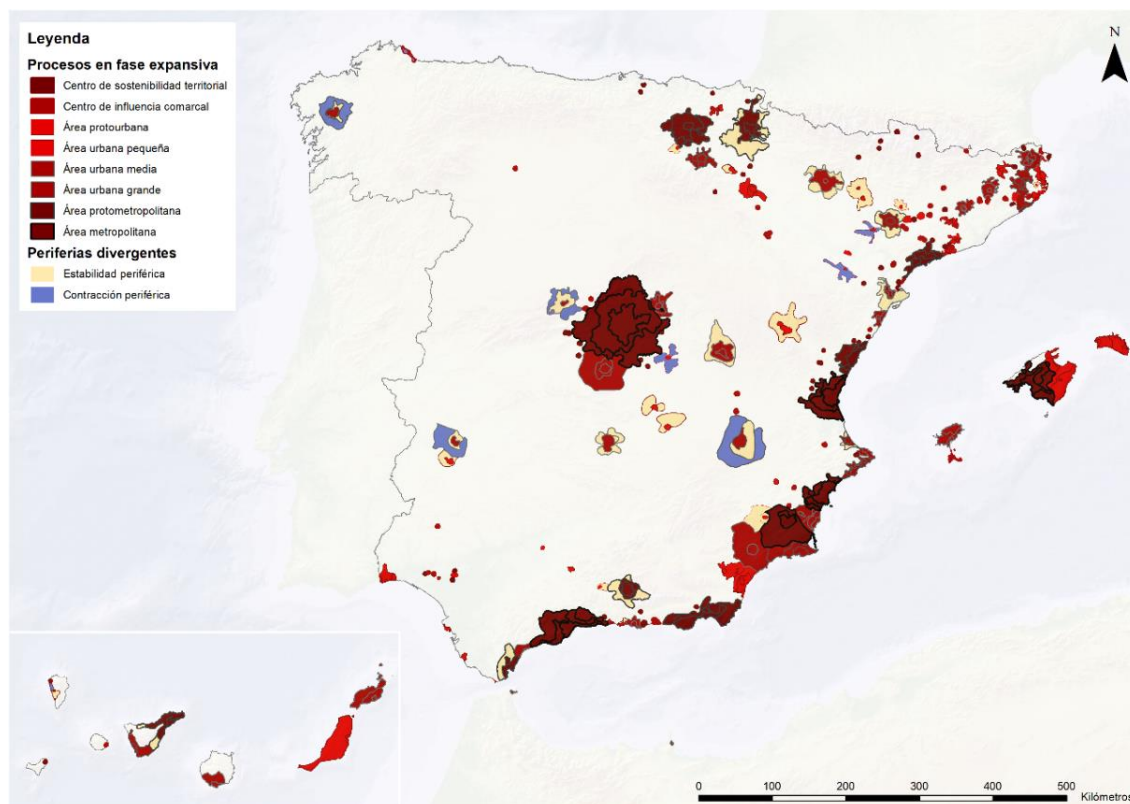 Leyenda
Procesos en fase expansiva
Centro de sostenibilidad territorial
Centro de influencia comarcal
Área protourbana
Área urbana pequeña
Área urbana media
Área urbana grande
Área protometropolitana
Área metropolitana
Periferias divergentes
Estabilidad periférica
Contracción periférica
N
0 100 200 300 400 500
Kilómetros